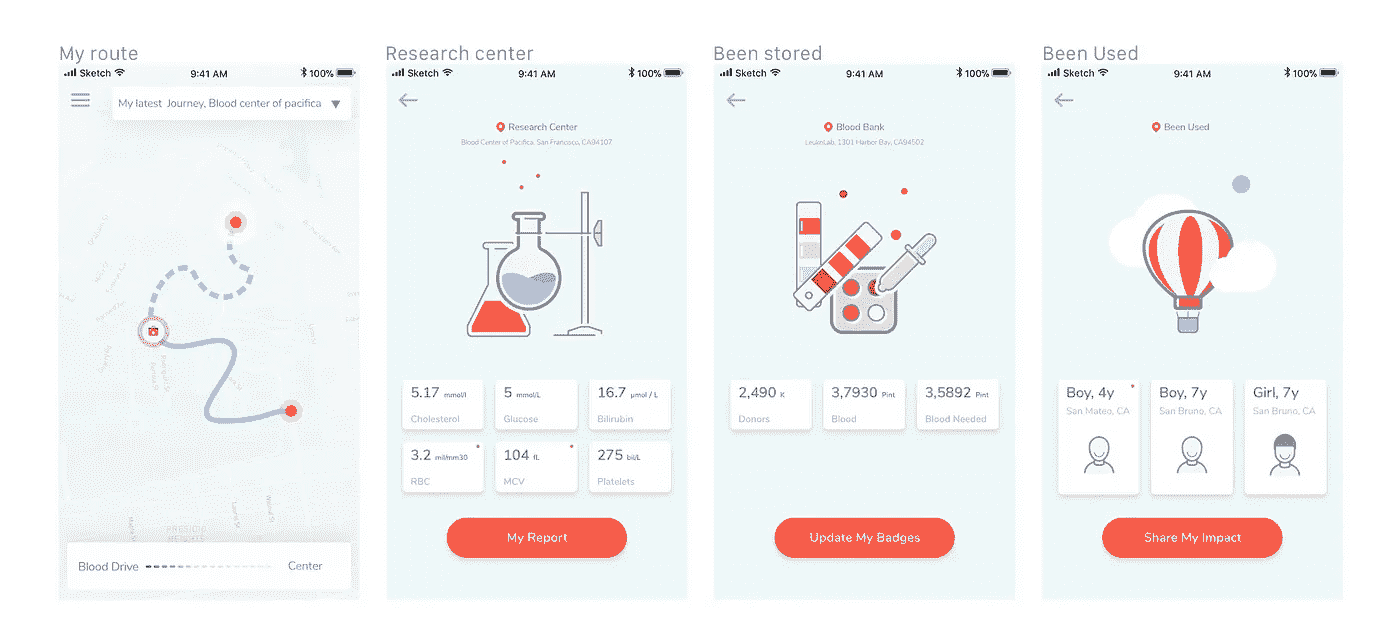 My route
Sketch 9:41 AM 100%
My latest Journey, Blood center of pacifica
PRESIDIO
HEIGHTS
Blood Drive Center
Research center
Sketch 9:41 AM 100%
Research Center
Blood Center of Pacifica, San Francisco, CA94107
5.17 mmol/l
Cholesterol
5 mmol/L
Glucose
16.7 µmol / L
Bilirubin
3.2 mil/mm30
RBC
104 fL
MCV
275 bil/L
Platelets
My Report
Been stored
Sketch 9:41 AM 100%
Blood Bank
LeukoLab, 1301 Harbor Bay, CA94502
2,490 K
Donors
3,7930 Pint
Blood
3,5892 Pint
Blood Needed
Update My Badges
Been Used
Sketch 9:41 AM 100%
Been Used
Boy, 4y
San Mateo, CA
Boy, 7y
San Bruno, CA
Girl, 7y
San Bruno, CA
Share My Impact